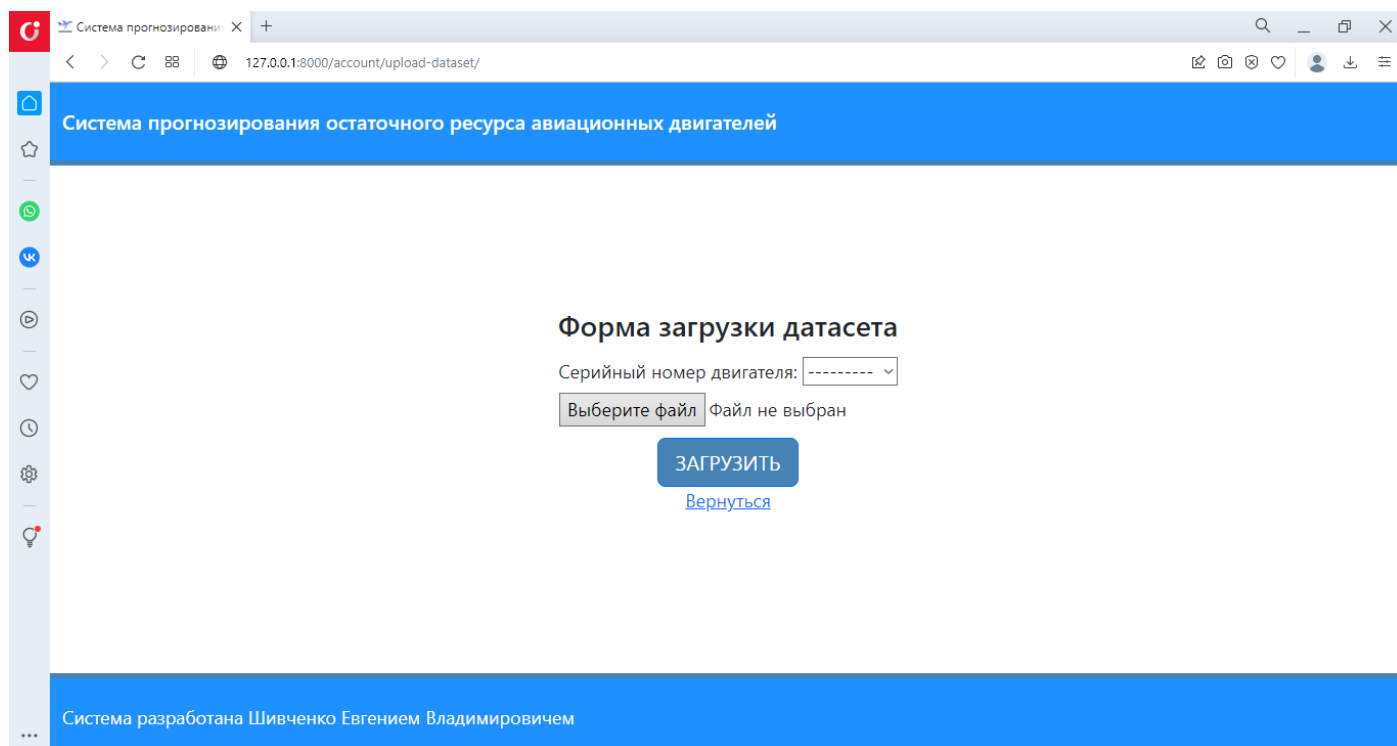 Система прогнозировани
127.0.0.1:8000/account/upload-dataset/
Система прогнозирования остаточного ресурса авиационных двигателей
Форма загрузки датасета
Серийный номер двигателя: ---------
Выберите файл Файл не выбран
ЗАГРУЗИТЬ
Вернуться
Система разработана Шивченко Евгением Владимировичем